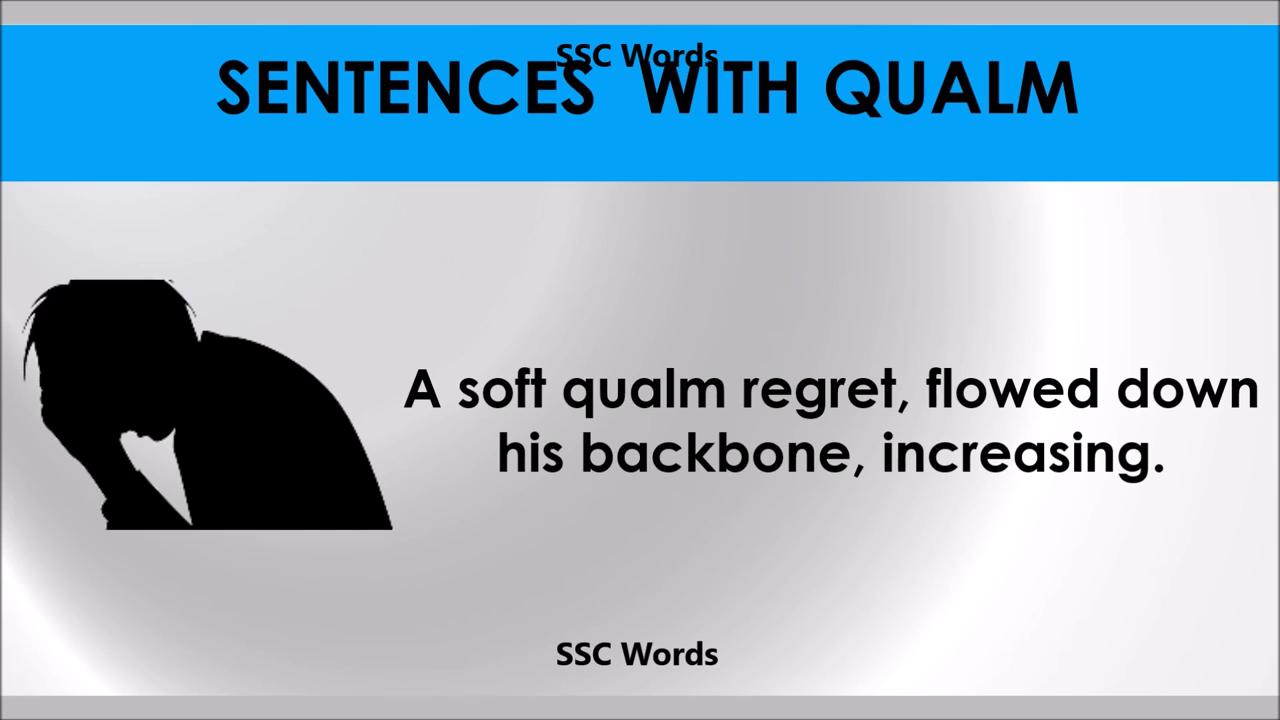 SSC Words
SENTENCES WITH QUALM
A soft qualm regret, flowed down
his backbone, increasing.
SSC Words